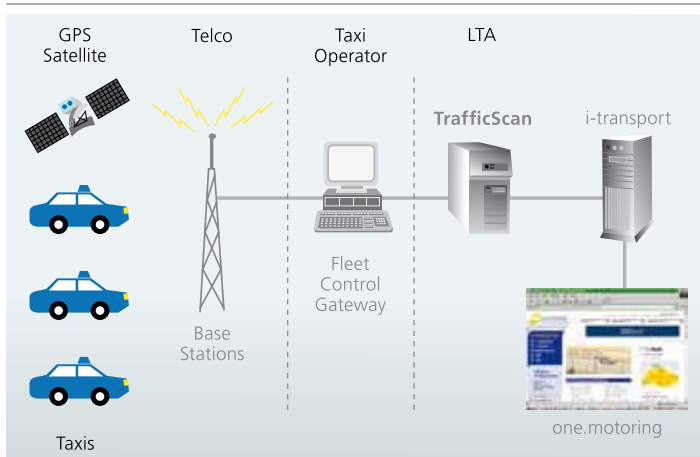 GPS
Satellite
Telco
Taxi
Operator
LTA
TrafficScan
i-transport
Fleet
Control
Gateway
Base
Stations
one.motoring
Taxis